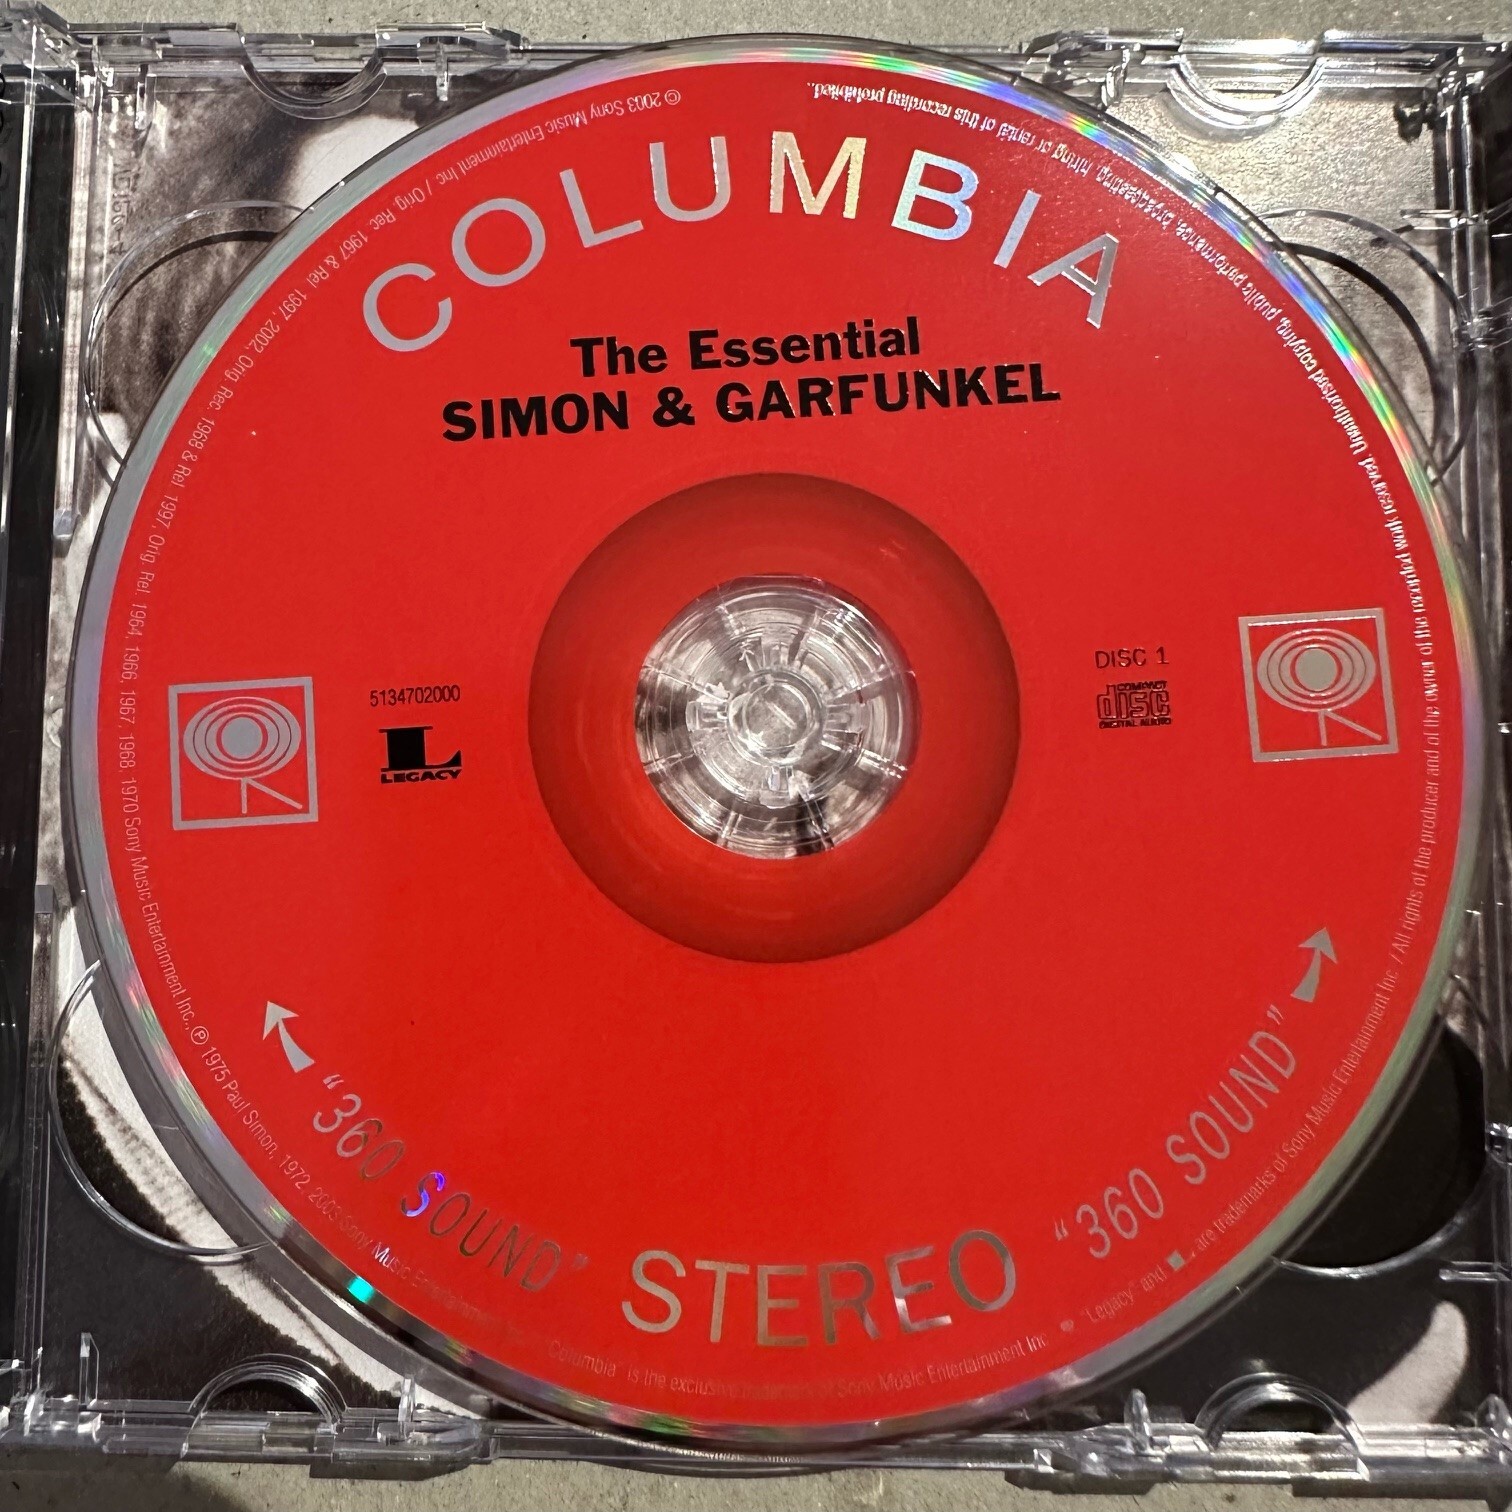 COLUMBIA
The Essential
SIMON & GARFUNKEL
5134702000
LEGACY
DISC 1
COMPACT
disc
DIGITAL AUDIO
"360 SOUND" STEREO "360 SOUND"
© 2003 Sony Music Entertainment Inc / Orig. Rec. 1967 & Rel. 1997, 2002, Orig. Rec. 1968 & Rel. 1997, Orig. Rel. 1964, 1966, 1967, 1968, 1970 Sony Music Entertainment Inc., ℗ 1975 Paul Simon, 1972, 2003 Sony Music Entertainment
Columbia" is the exclusive trademark of Sony Music Entertainment Inc. "Legacy" and are trademarks of Sony Music Entertainment Inc. / All rights of the producer and of the owner of the recorded work reserved. Unauthorised copying, public performance, broadcasting, hiring or rental of this recording prohibited..